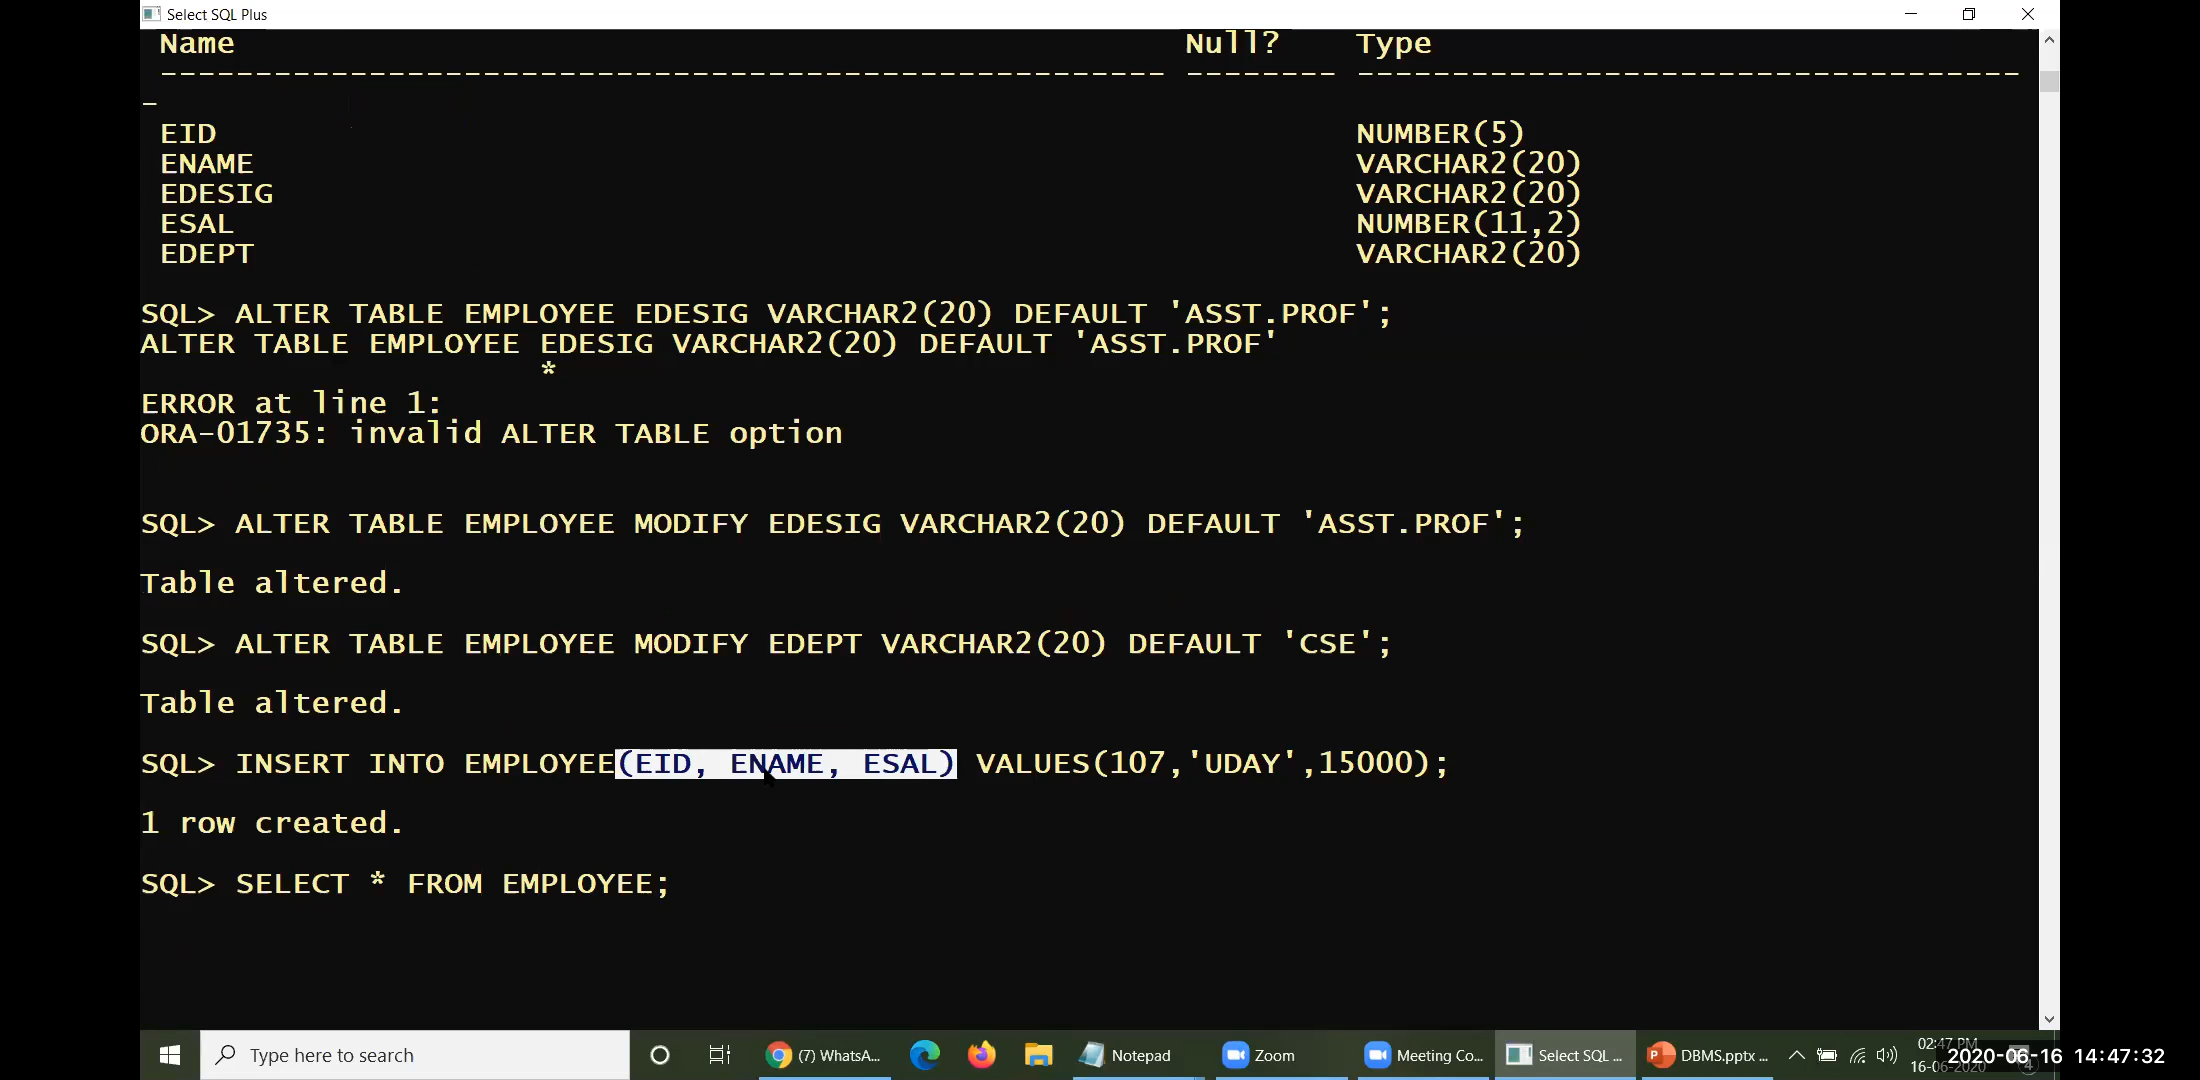 Select SQL Plus
Name Null? Type
---------------------------------------------------- -------- -----------------------------------
-
EID NUMBER(5)
ENAME VARCHAR2(20)
EDESIG VARCHAR2(20)
ESAL NUMBER(11,2)
EDEPT VARCHAR2(20)
SQL> ALTER TABLE EMPLOYEE EDESIG VARCHAR2(20) DEFAULT 'ASST.PROF';
ALTER TABLE EMPLOYEE EDESIG VARCHAR2(20) DEFAULT 'ASST.PROF'
*
ERROR at line 1:
ORA-01735: invalid ALTER TABLE option
SQL> ALTER TABLE EMPLOYEE MODIFY EDESIG VARCHAR2(20) DEFAULT 'ASST.PROF';
Table altered.
SQL> ALTER TABLE EMPLOYEE MODIFY EDEPT VARCHAR2(20) DEFAULT 'CSE';
Table altered.
SQL> INSERT INTO EMPLOYEE(EID, ENAME, ESAL) VALUES(107,'UDAY',15000);
1 row created.
SQL> SELECT * FROM EMPLOYEE;
Type here to search (7) WhatsA... Notepad Zoom Meeting Co... Select SQL ... DBMS.pptx ... 02:47 PM
16-06-2020 2020-06-16 14:47:32 4